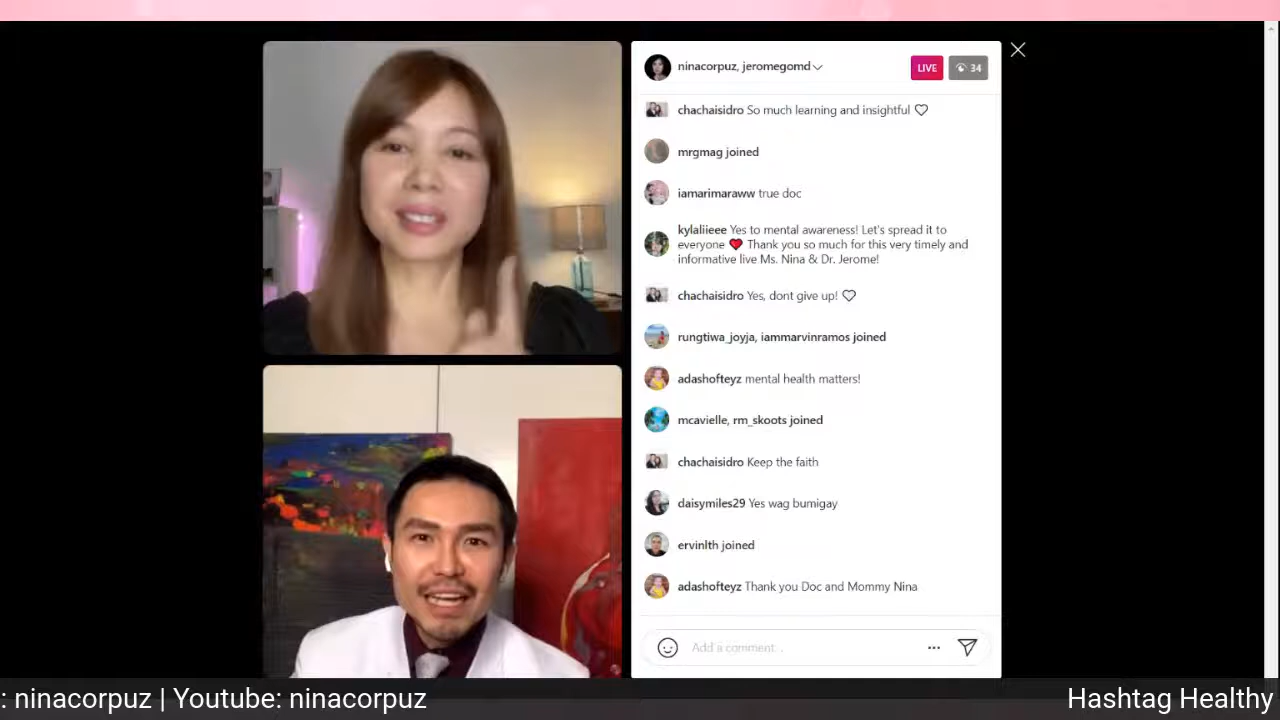 ninacorpuz, jeromegomd
LIVE
34
chachaisidro So much learning and insightful ♡
mrgmag joined
iamarimaraww true doc
kylaliieee Yes to mental awareness! Let's spread it to
everyone ❤ Thank you so much for this very timely and
informative live Ms. Nina & Dr. Jerome!
chachaisidro Yes, dont give up! ♡
rungtiwa_joyja, iammarvinramos joined
adashofteyz mental health matters!
mcavielle, rm_skoots joined
chachaisidro Keep the faith
daisymiles29 Yes wag bumigay
ervinlth joined
adashofteyz Thank you Doc and Mommy Nina
Add a comment...
: ninacorpuz | Youtube: ninacorpuz
Hashtag Healthy